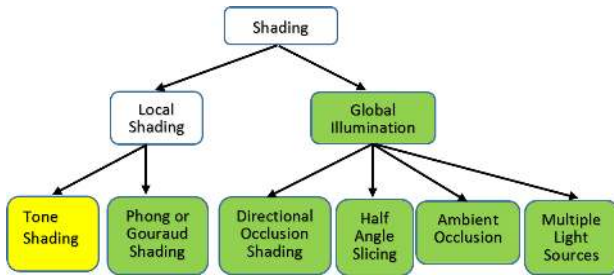 Shading
Local
Shading
Global
Illumination
Tone
Shading
Phong or
Gouraud
Shading
Directional
Occlusion
Shading
Half
Angle
Slicing
Ambient
Occlusion
Multiple
Light
Sources